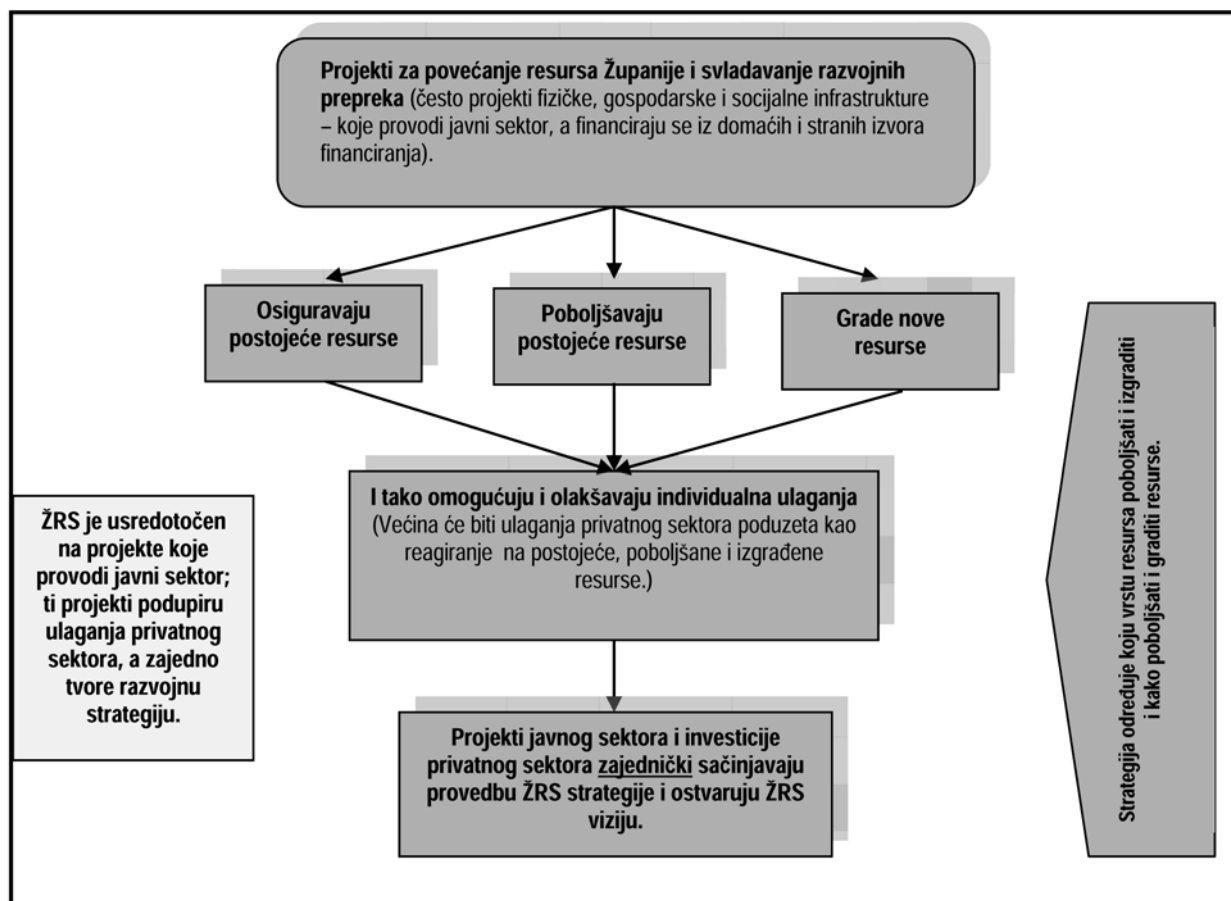 Projekti za povećanje resursa Županije i svladavanje razvojnih
prepreka (često projekti fizičke, gospodarske i socijalne infrastrukture
– koje provodi javni sektor, a financiraju se iz domaćih i stranih izvora
financiranja).
Osiguravaju
postojeće resurse
Poboljšavaju
postojeće resurse
Grade nove
resurse
I tako omogućuju i olakšavaju individualna ulaganja
(Većina će biti ulaganja privatnog sektora poduzeta kao
reagiranje na postojeće, poboljšane i izgrađene
resurse.)
ŽRS je usredotočen
na projekte koje
provodi javni sektor;
ti projekti podupiru
ulaganja privatnog
sektora, a zajedno
tvore razvojnu
strategiju.
Projekti javnog sektora i investicije
privatnog sektora zajednički sačinjavaju
provedbu ŽRS strategije i ostvaruju ŽRS
viziju.
Strategija određuje koju vrstu resursa poboljšati i izgraditi
i kako poboljšati i graditi resurse.